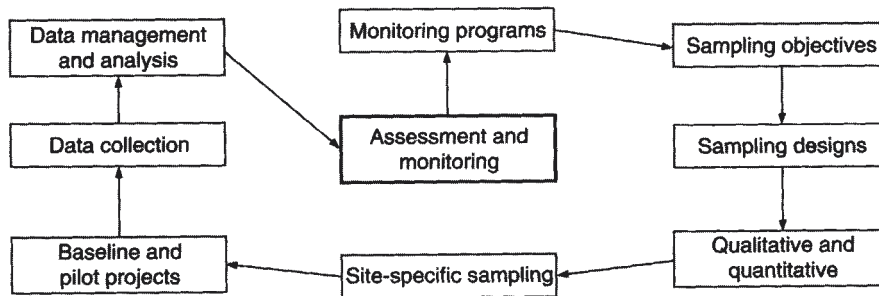 Data management
and analysis
Monitoring programs
Sampling objectives
Data collection
Assessment and
monitoring
Sampling designs
Baseline and
pilot projects
Site-specific sampling
Qualitative and
quantitative